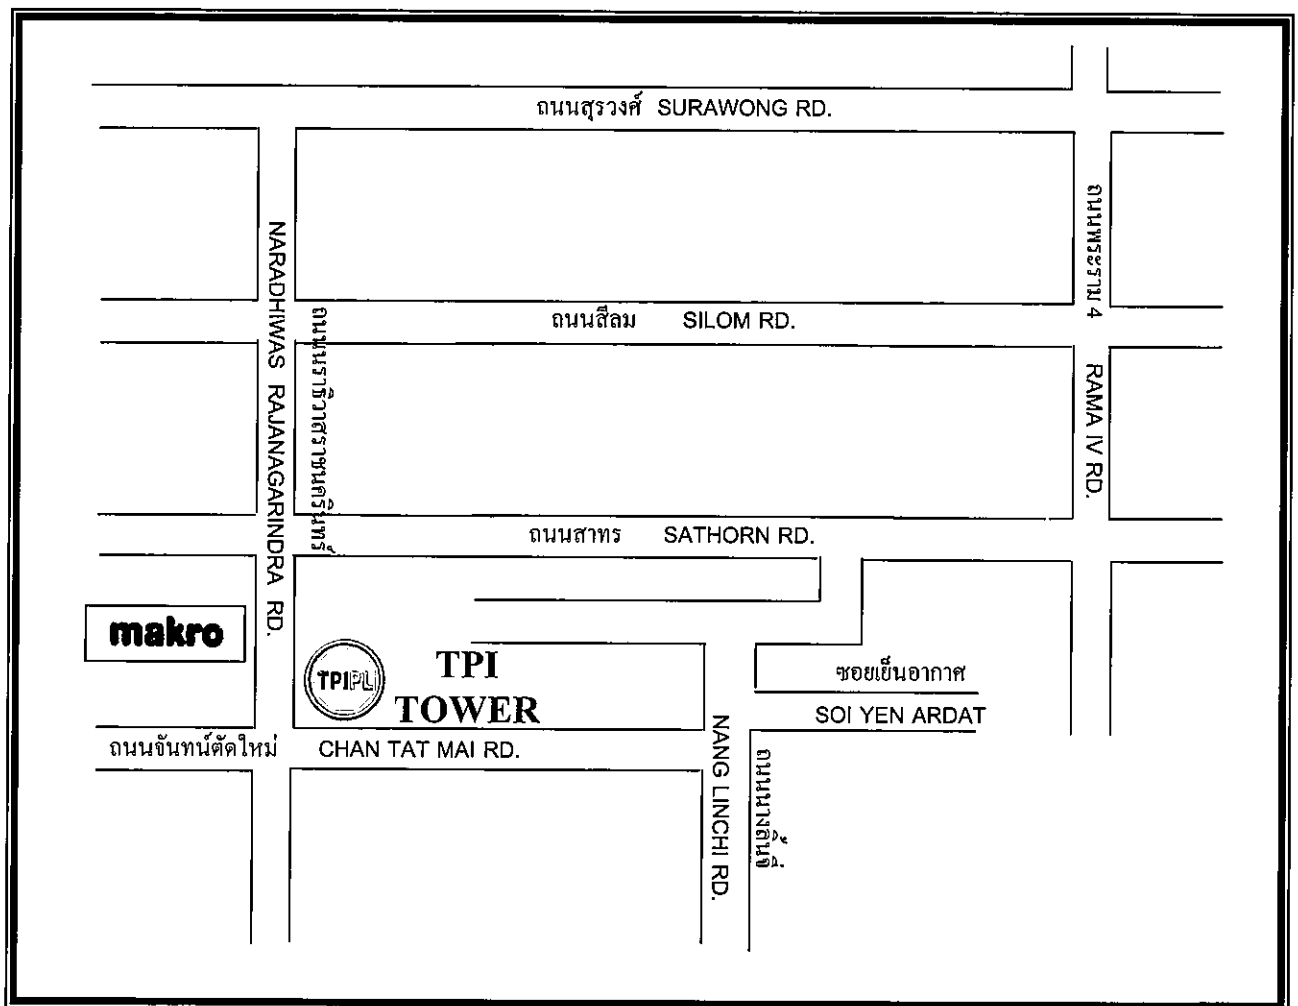 ถนนสุรวงศ์ SURAWONG RD.
ถนนพระราม 4
RAMA IV RD.
NARADHIWAS RAJANAGARINDRA RD.
ถนนนราธิวาสราชนครินทร์
ถนนสีลม SILOM RD.
ถนนสาทร SATHORN RD.
makro
TPIPL
TPI
TOWER
ซอยเย็นอากาศ
SOI YEN ARDAT
ถนนจันทน์ตัดใหม่ CHAN TAT MAI RD.
NANG LINCHI RD.
ถนนนางลิ้นจี่